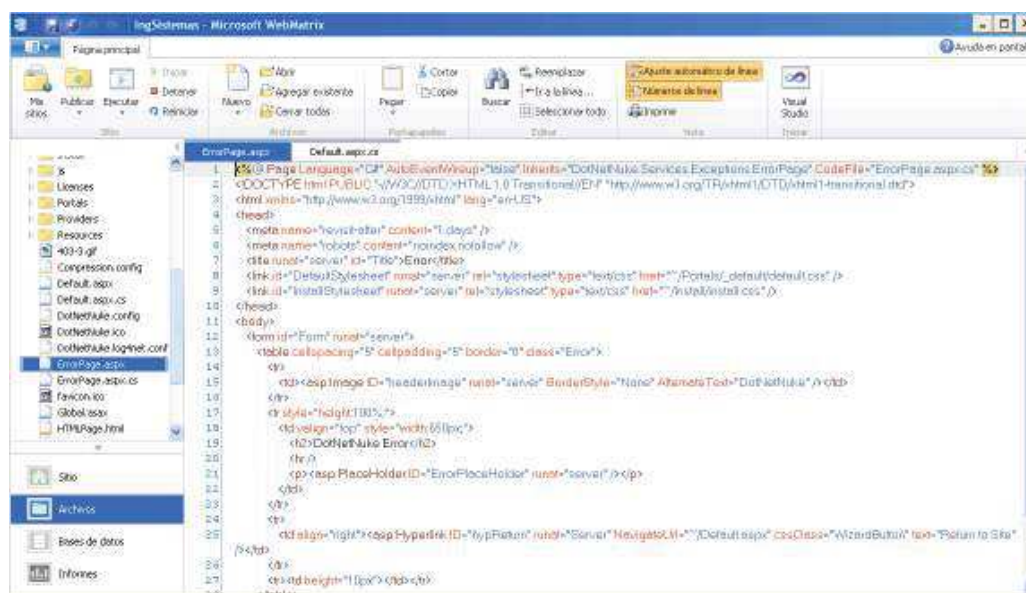 IngSistemas - Microsoft WebMatrix
Página principal
Ayuda en pantal
Mis sitios
Publicar
Ejecutar
Iniciar
Detener
Reiniciar
Sitio
Nuevo
Abrir
Agregar existente
Cerrar todas
Archivos
Pegar
Cortar
Copiar
Portapapeles
Buscar
Reemplazar
Ir a la línea...
Seleccionar todo
Editar
Ajuste automático de línea
Números de línea
Imprimir
Vista
Visual Studio
Iniciar
js
Licenses
Portals
Providers
Resources
403-3.gif
Compression.config
Default.aspx
Default.aspx.cs
DotNetNuke.config
DotNetNuke.ico
DotNetNuke.log4net.conf
ErrorPage.aspx
ErrorPage.aspx.cs
favicon.ico
Global.asax
HTMLPage.html
Sitio
Archivos
Bases de datos
Informes
ErrorPage.aspx Default.aspx.cs
1 <%@ Page Language="C#" AutoEventWireup="false" Inherits="DotNetNuke.Services.Exceptions.ErrorPage" CodeFile="ErrorPage.aspx.cs" %>
2 <!DOCTYPE html PUBLIC "-//W3C//DTD XHTML 1.0 Transitional//EN" "http://www.w3.org/TR/xhtml1/DTD/xhtml1-transitional.dtd">
3 <html xmlns="http://www.w3.org/1999/xhtml" lang="en-US">
4 <head>
5 <meta name="revisit-after" content="1 days" />
6 <meta name="robots" content="noindex,nofollow" />
7 <title runat="server" id="Title">Error</title>
8 <link id="DefaultStylesheet" runat="server" rel="stylesheet" type="text/css" href="~/Portals/_default/default.css" />
9 <link id="InstallStylesheet" runat="server" rel="stylesheet" type="text/css" href="~/Install/install.css" />
10 </head>
11 <body>
12 <form id="Form" runat="server">
13 <table cellspacing="5" cellpadding="5" border="0" class="Error">
14 <tr>
15 <td><asp:Image ID="headerImage" runat="server" BorderStyle="None" AlternateText="DotNetNuke" /></td>
16 </tr>
17 <tr style="height:100%;">
18 <td valign="top" style="width:650px;">
19 <h2>DotNetNuke Error</h2>
20 <hr />
21 <p><asp:PlaceHolder ID="ErrorPlaceHolder" runat="server" /></p>
22 </td>
23 </tr>
24 <tr>
25 <td align="right"><asp:Hyperlink ID="hypReturn" runat="Server" NavigateUrl="~/Default.aspx" cssClass="WizardButton" text="Return to Site"
/></td>
26 </tr>
27 <tr><td height="10px"></td></tr>